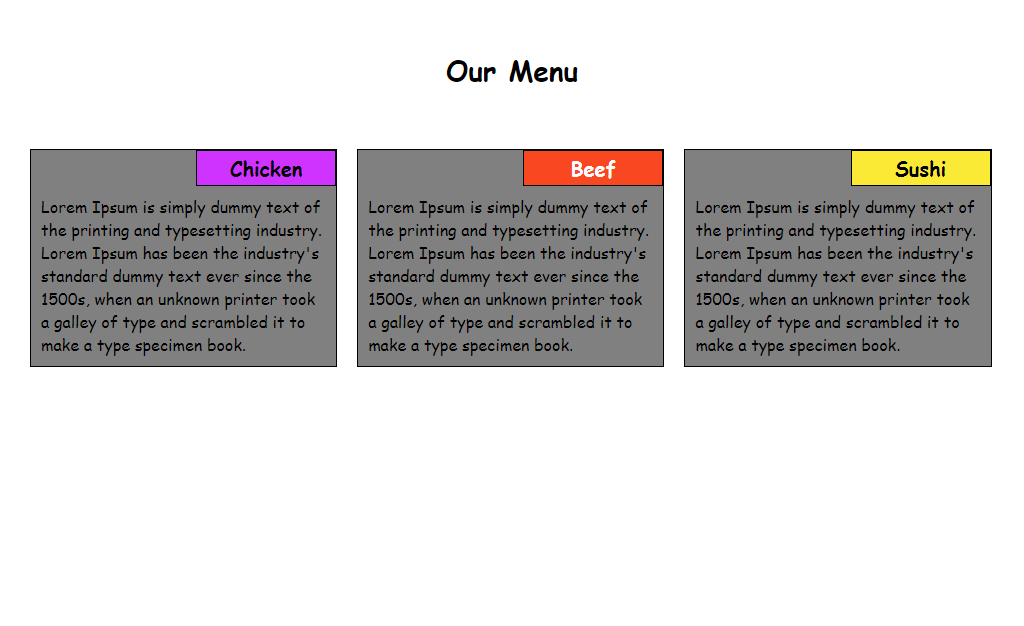 Our Menu
Chicken
Lorem Ipsum is simply dummy text of
the printing and typesetting industry.
Lorem Ipsum has been the industry's
standard dummy text ever since the
1500s, when an unknown printer took
a galley of type and scrambled it to
make a type specimen book.
Beef
Lorem Ipsum is simply dummy text of
the printing and typesetting industry.
Lorem Ipsum has been the industry's
standard dummy text ever since the
1500s, when an unknown printer took
a galley of type and scrambled it to
make a type specimen book.
Sushi
Lorem Ipsum is simply dummy text of
the printing and typesetting industry.
Lorem Ipsum has been the industry's
standard dummy text ever since the
1500s, when an unknown printer took
a galley of type and scrambled it to
make a type specimen book.